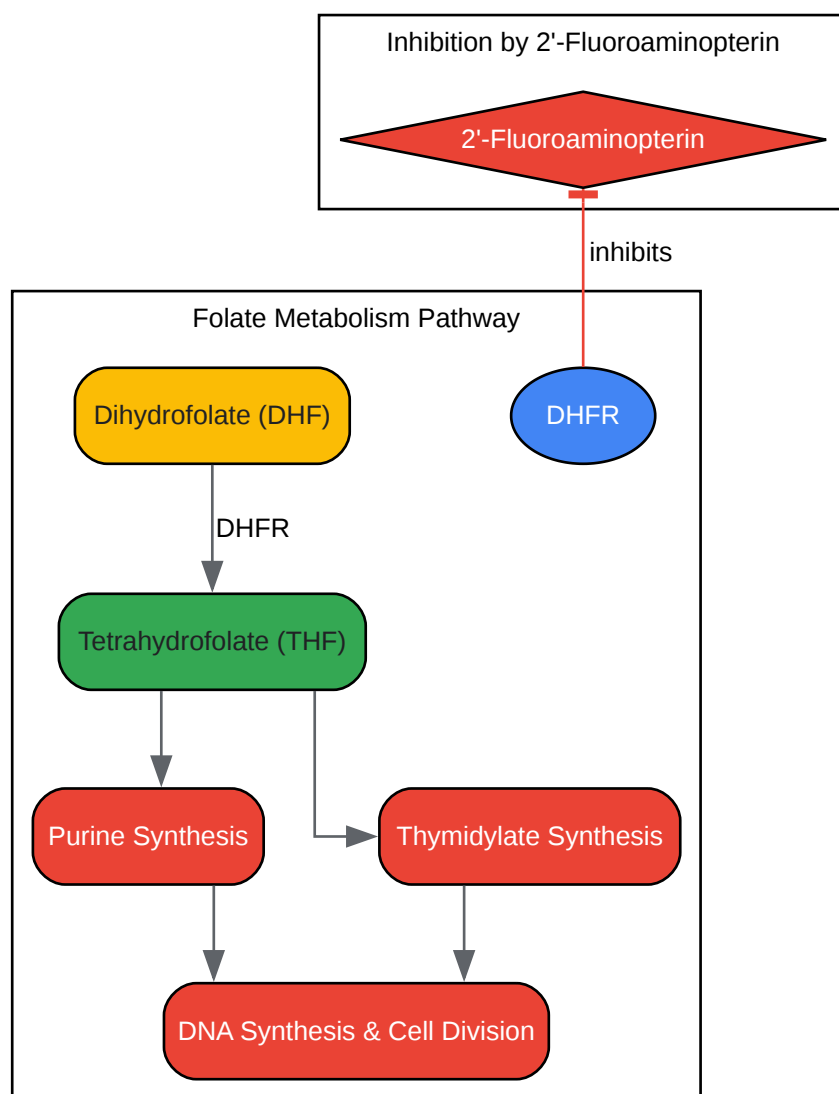 Inhibition by 2'-Fluoroaminopterin
2'-Fluoroaminopterin
inhibits
Folate Metabolism Pathway
Dihydrofolate (DHF)
DHFR
DHFR
Tetrahydrofolate (THF)
Purine Synthesis
Thymidylate Synthesis
DNA Synthesis & Cell Division